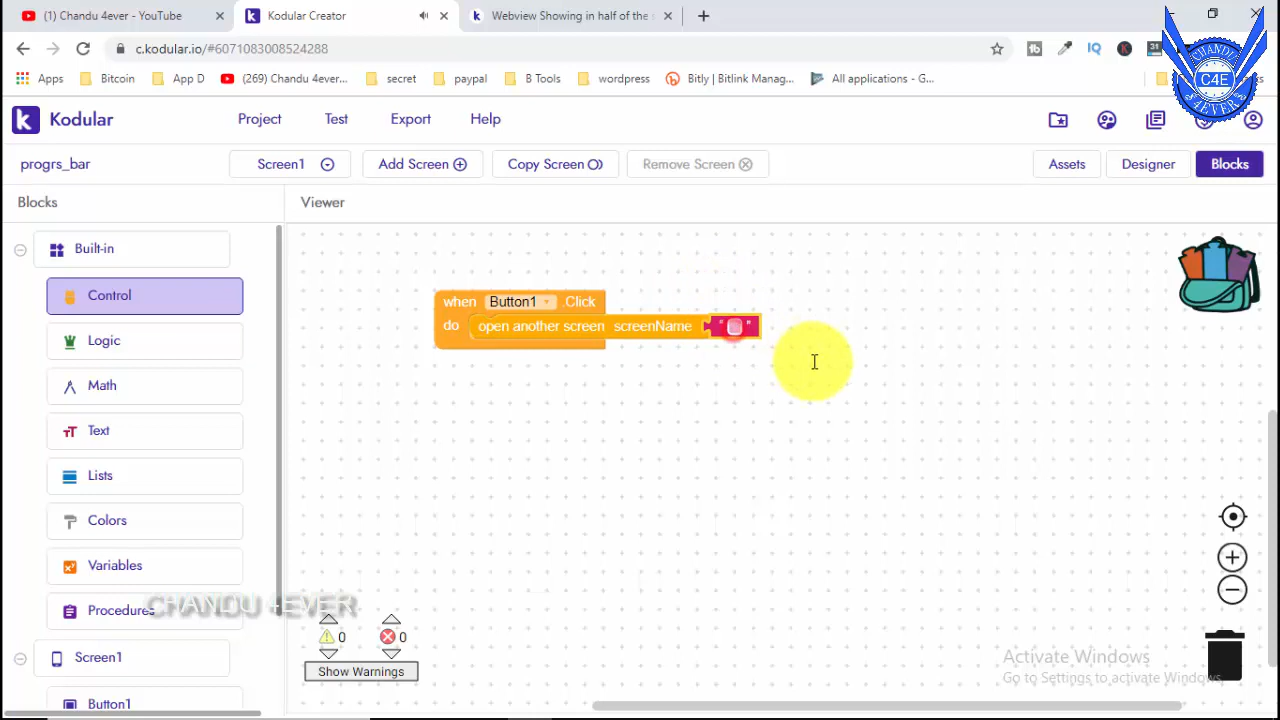 (1) Chandu 4ever - YouTube
Kodular Creator
Webview Showing in half of the s
c.kodular.io/#6071083008524288
Apps
Bitcoin
App D
(269) Chandu 4ever...
secret
paypal
B Tools
wordpress
Bitly | Bitlink Manag...
All applications - G...
CHANDU
C4E
4EVER
Kodular
Project
Test
Export
Help
progrs_bar
Screen1
Add Screen
Copy Screen
Remove Screen
Assets
Designer
Blocks
Blocks
Viewer
Built-in
Control
Logic
Math
Text
Lists
Colors
Variables
Procedures
Screen1
Button1
when Button1 .Click
do open another screen screenName " "
CHANDU 4EVER
0 0
Show Warnings
Activate Windows
Go to Settings to activate Windows.